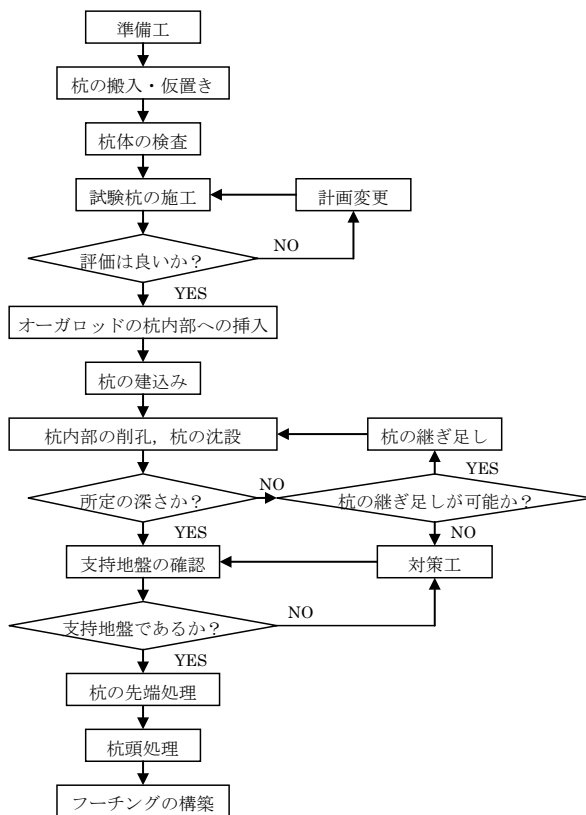 準備工
杭の搬入・仮置き
杭体の検査
試験杭の施工
計画変更
NO
評価は良いか？
YES
オーガロッドの杭内部への挿入
杭の建込み
杭内部の削孔，杭の沈設
杭の継ぎ足し
YES
NO
所定の深さか？
杭の継ぎ足しが可能か？
YES
NO
支持地盤の確認
対策工
NO
支持地盤であるか？
YES
杭の先端処理
杭頭処理
フーチングの構築